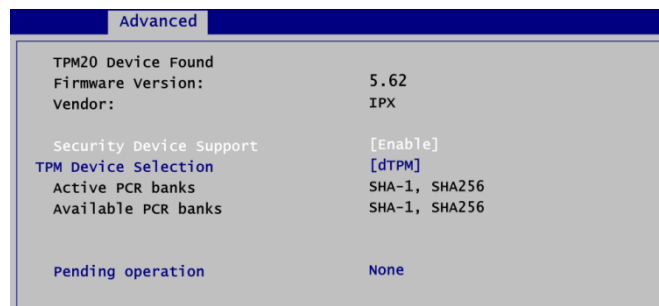 Advanced
TPM20 Device Found
Firmware Version: 5.62
Vendor: IPX
Security Device Support [Enable]
TPM Device Selection [dTPM]
Active PCR banks SHA-1, SHA256
Available PCR banks SHA-1, SHA256
Pending operation None